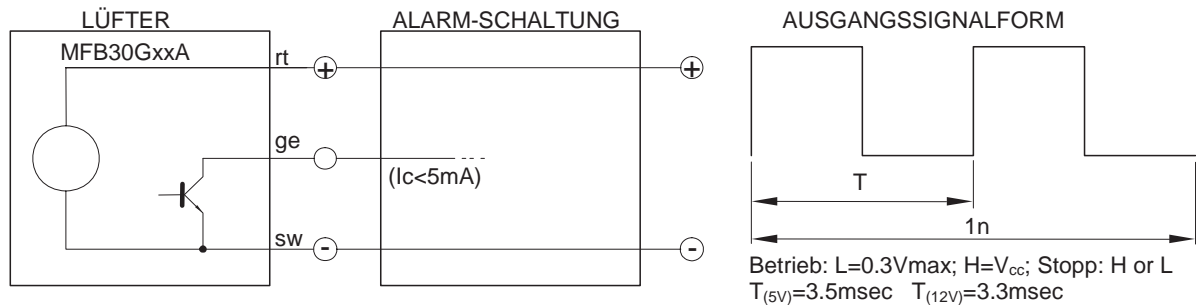 LÜFTER
MFB30GxxA
rt
+
ge
sw
-
ALARM-SCHALTUNG
+
(Ic<5mA)
-
AUSGANGSSIGNALFORM
T
1n
Betrieb: L=0.3Vmax; H=Vcc; Stopp: H or L
T(5V)=3.5msec T(12V)=3.3msec